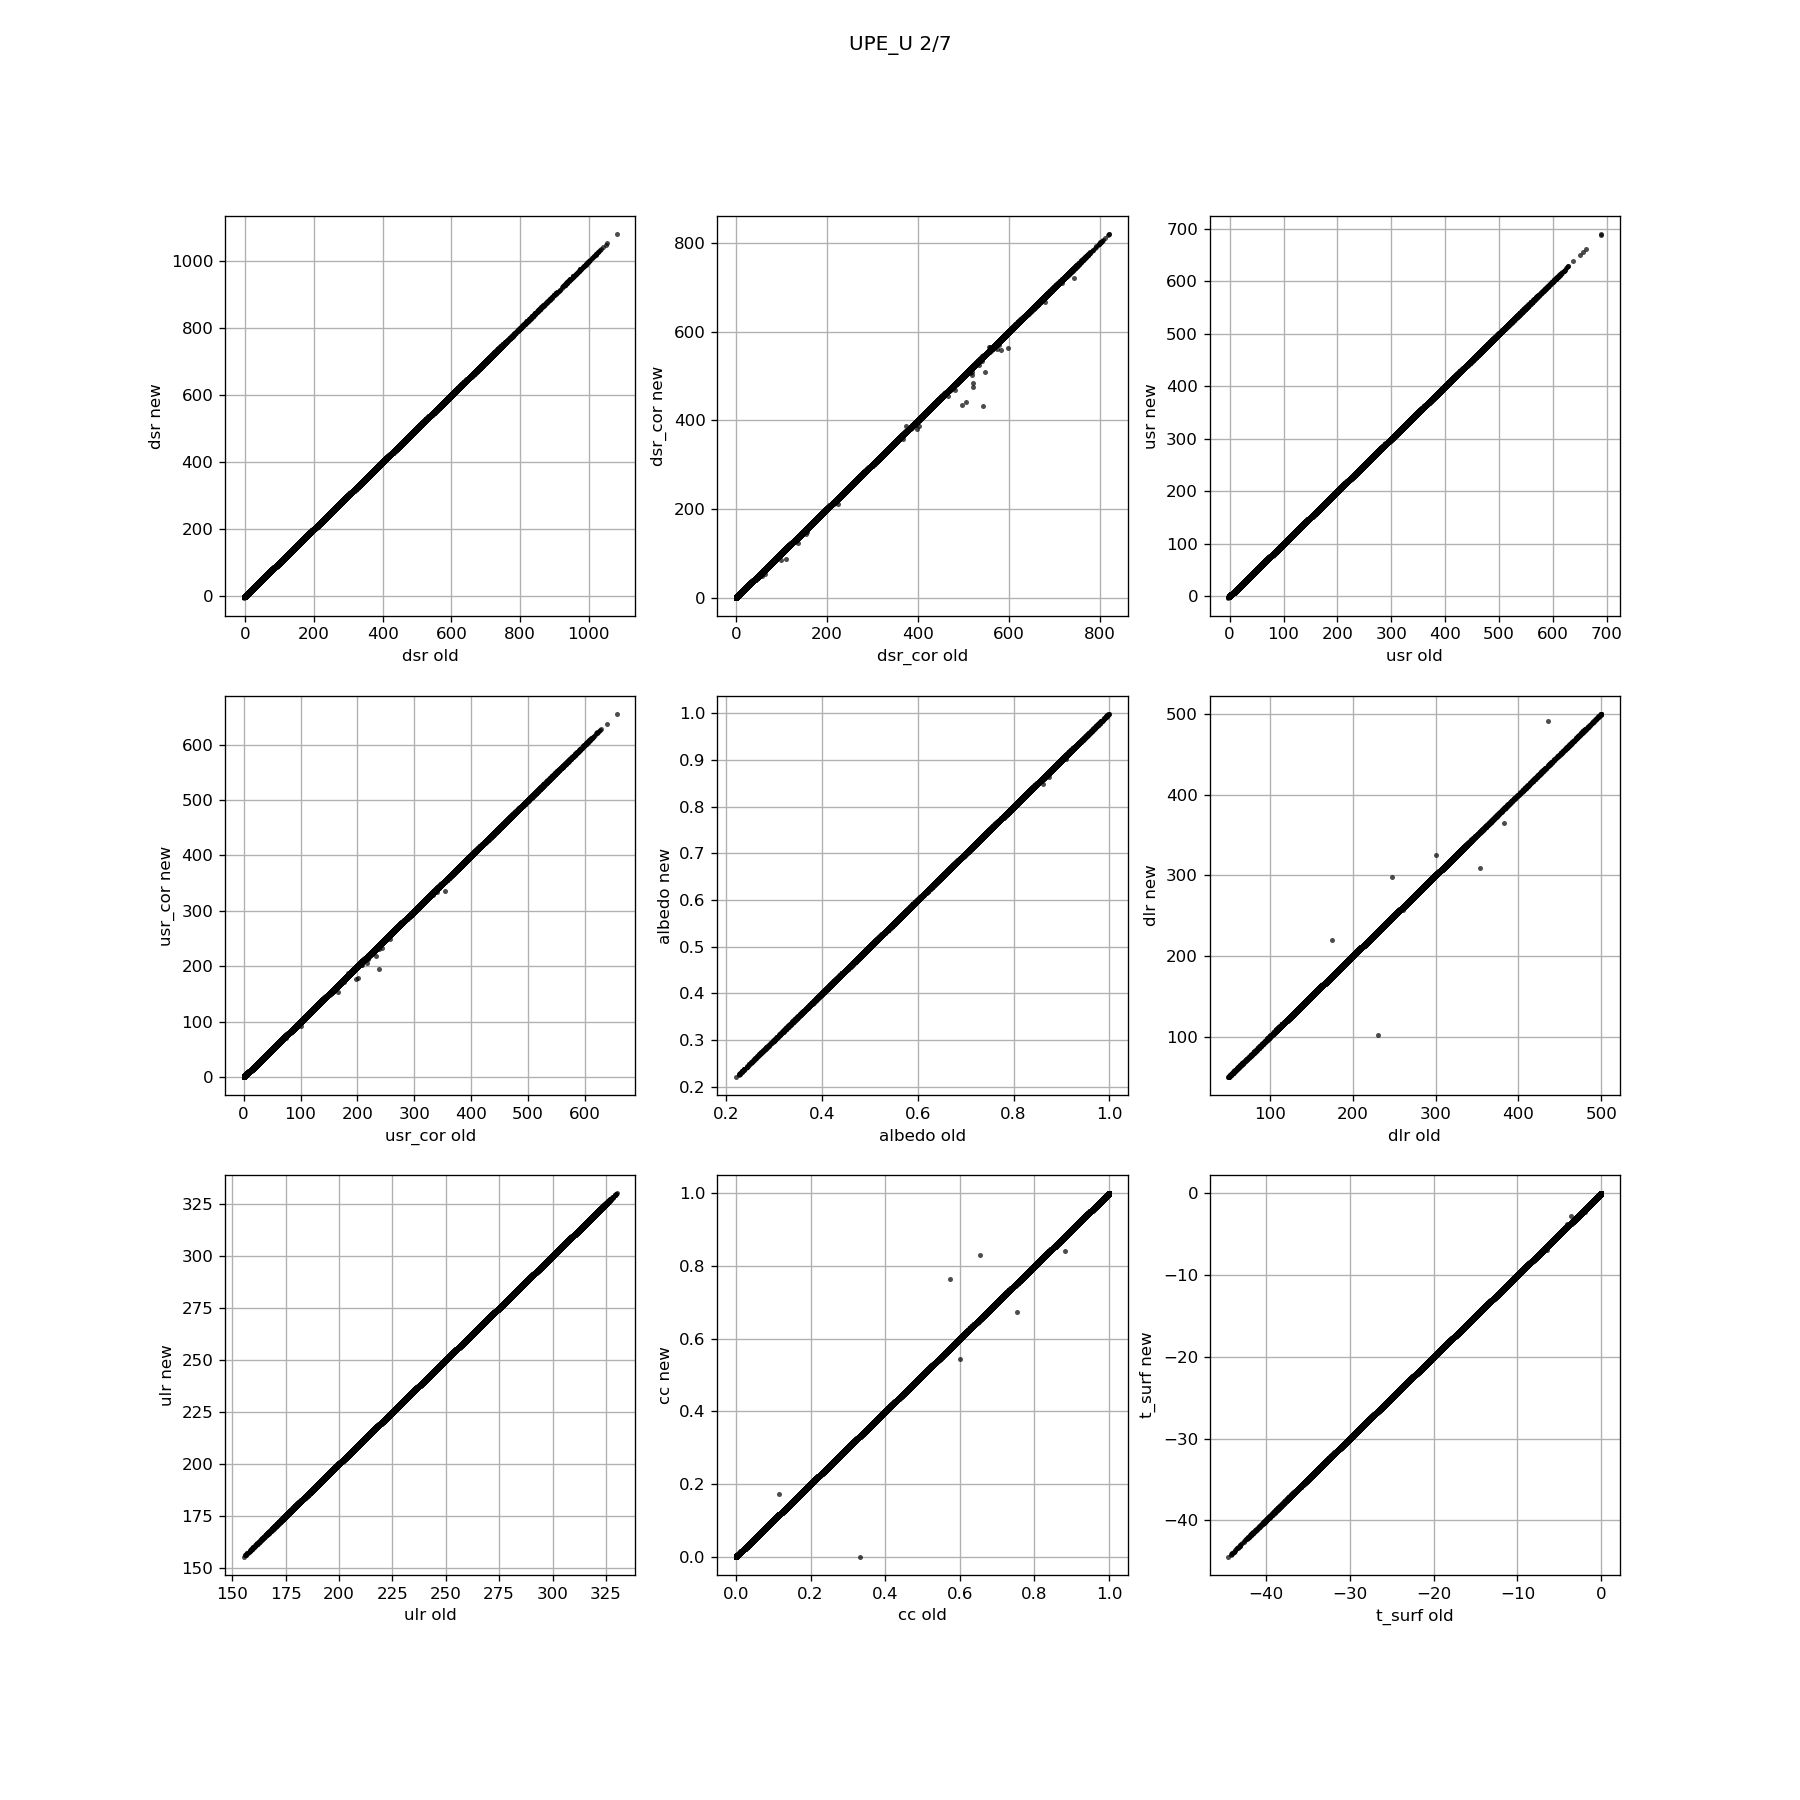 UPE_U 2/7
dsr new
1000
800
600
400
200
0
0 200 400 600 800 1000
dsr old
dsr_cor new
800
600
400
200
0
0 200 400 600 800
dsr_cor old
usr new
700
600
500
400
300
200
100
0
0 100 200 300 400 500 600 700
usr old
usr_cor new
600
500
400
300
200
100
0
0 100 200 300 400 500 600
usr_cor old
albedo new
1.0
0.9
0.8
0.7
0.6
0.5
0.4
0.3
0.2
0.2 0.4 0.6 0.8 1.0
albedo old
dlr new
500
400
300
200
100
100 200 300 400 500
dlr old
ulr new
325
300
275
250
225
200
175
150
150 175 200 225 250 275 300 325
ulr old
cc new
1.0
0.8
0.6
0.4
0.2
0.0
0.0 0.2 0.4 0.6 0.8 1.0
cc old
t_surf new
0
−10
−20
−30
−40
−40 −30 −20 −10 0
t_surf old